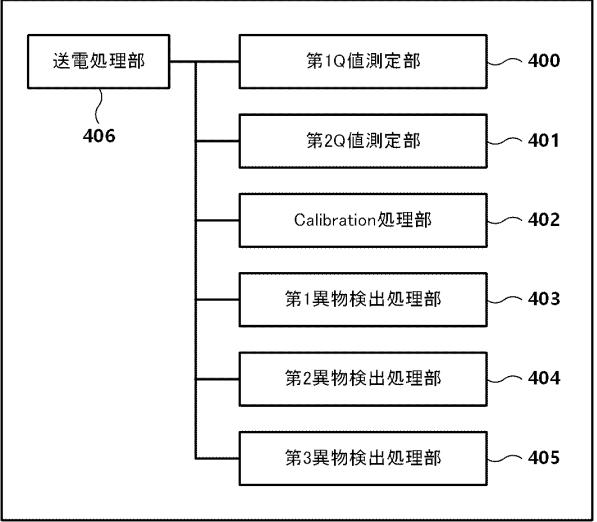 送電処理部
406
第1Q値測定部
400
第2Q値測定部
401
Calibration処理部
402
第1異物検出処理部
403
第2異物検出処理部
404
第3異物検出処理部
405